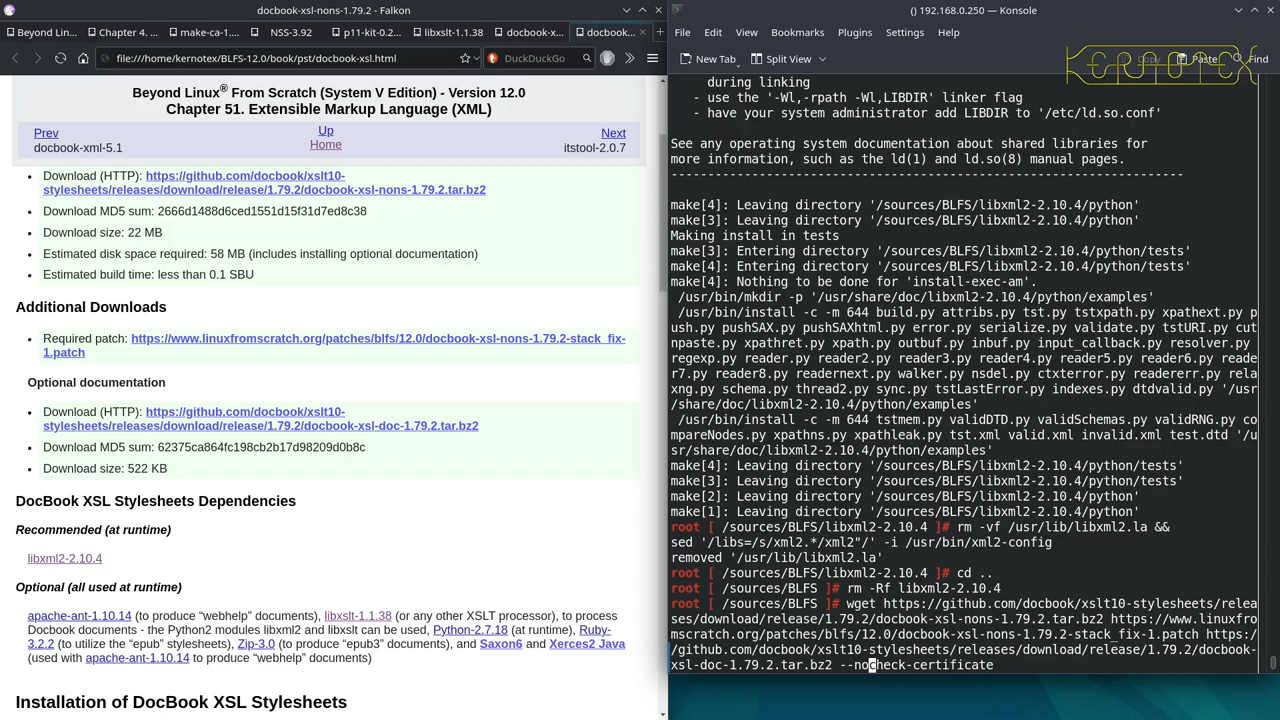 docbook-xsl-nons-1.79.2 - Falkon
Beyond Lin...
Chapter 4. ...
make-ca-1....
NSS-3.92
p11-kit-0.2...
libxslt-1.1.38
docbook-x...
docbook...
file:///home/kernotex/BLFS-12.0/book/pst/docbook-xsl.html
DuckDuckGo
Beyond Linux® From Scratch (System V Edition) - Version 12.0
Chapter 51. Extensible Markup Language (XML)
Prev
Up
Next
docbook-xml-5.1
Home
itstool-2.0.7
• Download (HTTP): https://github.com/docbook/xslt10-
stylesheets/releases/download/release/1.79.2/docbook-xsl-nons-1.79.2.tar.bz2
• Download MD5 sum: 2666d1488d6ced1551d15f31d7ed8c38
• Download size: 22 MB
• Estimated disk space required: 58 MB (includes installing optional documentation)
• Estimated build time: less than 0.1 SBU
Additional Downloads
• Required patch: https://www.linuxfromscratch.org/patches/blfs/12.0/docbook-xsl-nons-1.79.2-stack_fix-
1.patch
Optional documentation
• Download (HTTP): https://github.com/docbook/xslt10-
stylesheets/releases/download/release/1.79.2/docbook-xsl-doc-1.79.2.tar.bz2
• Download MD5 sum: 62375ca864fc198cb2b17d98209d0b8c
• Download size: 522 KB
DocBook XSL Stylesheets Dependencies
Recommended (at runtime)
libxml2-2.10.4
Optional (all used at runtime)
apache-ant-1.10.14 (to produce “webhelp” documents), libxslt-1.1.38 (or any other XSLT processor), to process
Docbook documents - the Python2 modules libxml2 and libxslt can be used, Python-2.7.18 (at runtime), Ruby-
3.2.2 (to utilize the “epub” stylesheets), Zip-3.0 (to produce “epub3” documents), and Saxon6 and Xerces2 Java
(used with apache-ant-1.10.14 to produce “webhelp” documents)
Installation of DocBook XSL Stylesheets
() 192.168.0.250 — Konsole
File Edit View Bookmarks Plugins Settings Help
New Tab
Split View
Copy
Paste
Find
KERNOTEX
during linking
- use the '-Wl,-rpath -Wl,LIBDIR' linker flag
- have your system administrator add LIBDIR to '/etc/ld.so.conf'
See any operating system documentation about shared libraries for
more information, such as the ld(1) and ld.so(8) manual pages.
----------------------------------------------------------------------
make[4]: Leaving directory '/sources/BLFS/libxml2-2.10.4/python'
make[3]: Leaving directory '/sources/BLFS/libxml2-2.10.4/python'
Making install in tests
make[3]: Entering directory '/sources/BLFS/libxml2-2.10.4/python/tests'
make[4]: Entering directory '/sources/BLFS/libxml2-2.10.4/python/tests'
make[4]: Nothing to be done for 'install-exec-am'.
/usr/bin/mkdir -p '/usr/share/doc/libxml2-2.10.4/python/examples'
/usr/bin/install -c -m 644 build.py attribs.py tst.py tstxpath.py xpathext.py p
ush.py pushSAX.py pushSAXhtml.py error.py serialize.py validate.py tstURI.py cut
npaste.py xpathret.py xpath.py outbuf.py inbuf.py input_callback.py resolver.py
regexp.py reader.py reader2.py reader3.py reader4.py reader5.py reader6.py reade
r7.py reader8.py readernext.py walker.py nsdel.py ctxterror.py readererr.py rela
xng.py schema.py thread2.py sync.py tstLastError.py indexes.py dtdvalid.py '/usr
/share/doc/libxml2-2.10.4/python/examples'
/usr/bin/install -c -m 644 tstmem.py validDTD.py validSchemas.py validRNG.py co
mpareNodes.py xpathns.py xpathleak.py tst.xml valid.xml invalid.xml test.dtd '/u
sr/share/doc/libxml2-2.10.4/python/examples'
make[4]: Leaving directory '/sources/BLFS/libxml2-2.10.4/python/tests'
make[3]: Leaving directory '/sources/BLFS/libxml2-2.10.4/python/tests'
make[2]: Leaving directory '/sources/BLFS/libxml2-2.10.4/python'
make[1]: Leaving directory '/sources/BLFS/libxml2-2.10.4/python'
root [ /sources/BLFS/libxml2-2.10.4 ]# rm -vf /usr/lib/libxml2.la &&
sed '/libs=/s/xml2.*/xml2"/' -i /usr/bin/xml2-config
removed '/usr/lib/libxml2.la'
root [ /sources/BLFS/libxml2-2.10.4 ]# cd ..
root [ /sources/BLFS ]# rm -Rf libxml2-2.10.4
root [ /sources/BLFS ]# wget https://github.com/docbook/xslt10-stylesheets/relea
ses/download/release/1.79.2/docbook-xsl-nons-1.79.2.tar.bz2 https://www.linuxfro
mscratch.org/patches/blfs/12.0/docbook-xsl-nons-1.79.2-stack_fix-1.patch https:/
/github.com/docbook/xslt10-stylesheets/releases/download/release/1.79.2/docbook-
xsl-doc-1.79.2.tar.bz2 --nocheck-certificate